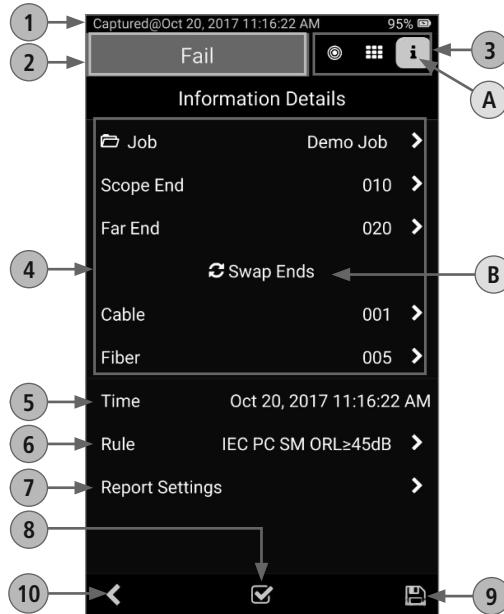 1
Captured@Oct 20, 2017 11:16:22 AM
95%
2
Fail
i
3
A
Information Details
4
Job Demo Job
Scope End 010
Far End 020
Swap Ends
B
Cable 001
Fiber 005
5
Time Oct 20, 2017 11:16:22 AM
6
Rule IEC PC SM ORL≥45dB
7
Report Settings
8
10
9